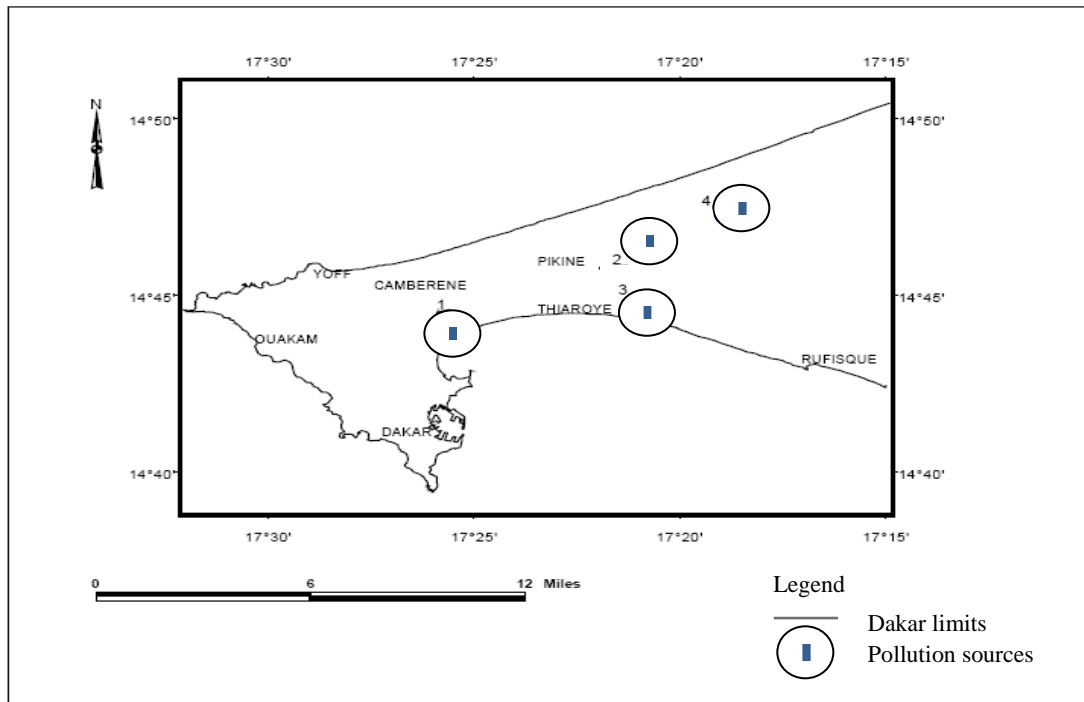 17°30' 17°25' 17°20' 17°15'
N
14°50' 14°50'
4
2
PIKINE
YOFF
CAMBERENE
3
1
THIAROYE
14°45' 14°45'
OUAKAM
RUFISQUE
DAKAR
14°40' 14°40'
17°30' 17°25' 17°20' 17°15'
0 6 12 Miles
Legend
Dakar limits
Pollution sources